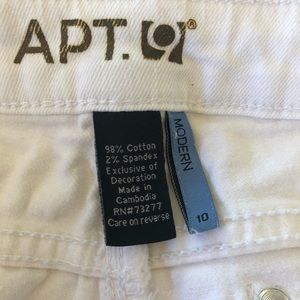 APT. 9®
98% Cotton
2% Spandex
Exclusive of
Decoration
Made in
Cambodia
RN#73277
Care on reverse
MODERN
10